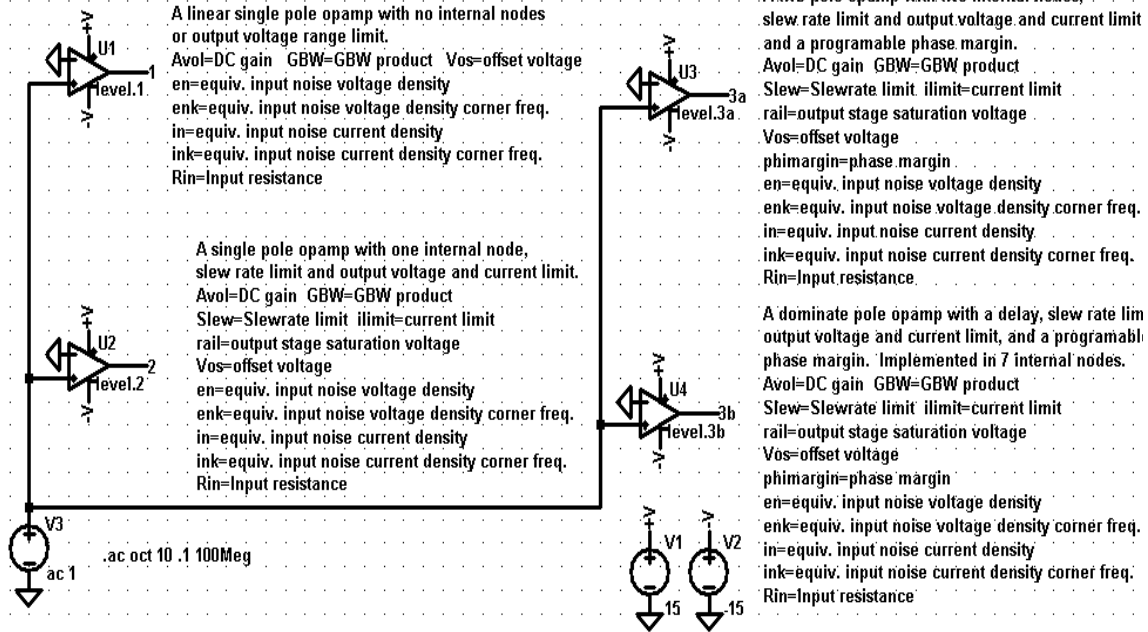 A linear single pole opamp with no internal nodes
or output voltage range limit.
Avol=DC gain GBW=GBW product Vos=offset voltage
en=equiv. input noise voltage density
enk=equiv. input noise voltage density corner freq.
in=equiv. input noise current density
ink=equiv. input noise current density corner freq.
Rin=Input resistance
+V
U1
1
level.1
-V
A single pole opamp with one internal node,
slew rate limit and output voltage and current limit.
Avol=DC gain GBW=GBW product
Slew=Slewrate limit ilimit=current limit
rail=output stage saturation voltage
Vos=offset voltage
en=equiv. input noise voltage density
enk=equiv. input noise voltage density corner freq.
in=equiv. input noise current density
ink=equiv. input noise current density corner freq.
Rin=Input resistance
+V
U2
2
level.2
-V
V3
ac 1
.ac oct 10 .1 100Meg
+V
U3
3a
level.3a
-V
slew rate limit and output voltage and current limit
and a programable phase margin.
Avol=DC gain GBW=GBW product
Slew=Slewrate limit ilimit=current limit
rail=output stage saturation voltage
Vos=offset voltage
phimargin=phase margin
en=equiv. input noise voltage density
enk=equiv. input noise voltage density corner freq.
in=equiv. input noise current density
ink=equiv. input noise current density corner freq.
Rin=Input resistance
+V
U4
3b
level.3b
-V
A dominate pole opamp with a delay, slew rate lim
output voltage and current limit, and a programabl
phase margin. Implemented in 7 internal nodes.
Avol=DC gain GBW=GBW product
Slew=Slewrate limit ilimit=current limit
rail=output stage saturation voltage
Vos=offset voltage
phimargin=phase margin
en=equiv. input noise voltage density
enk=equiv. input noise voltage density corner freq.
in=equiv. input noise current density
ink=equiv. input noise current density corner freq.
Rin=Input resistance
+V
V1
15
-V
V2
-15